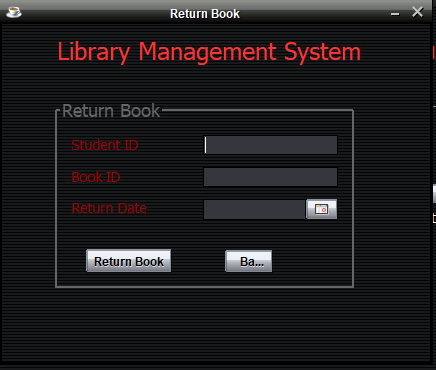 Return Book
Library Management System
Return Book
Student ID
Book ID
Return Date
Return Book
Ba...